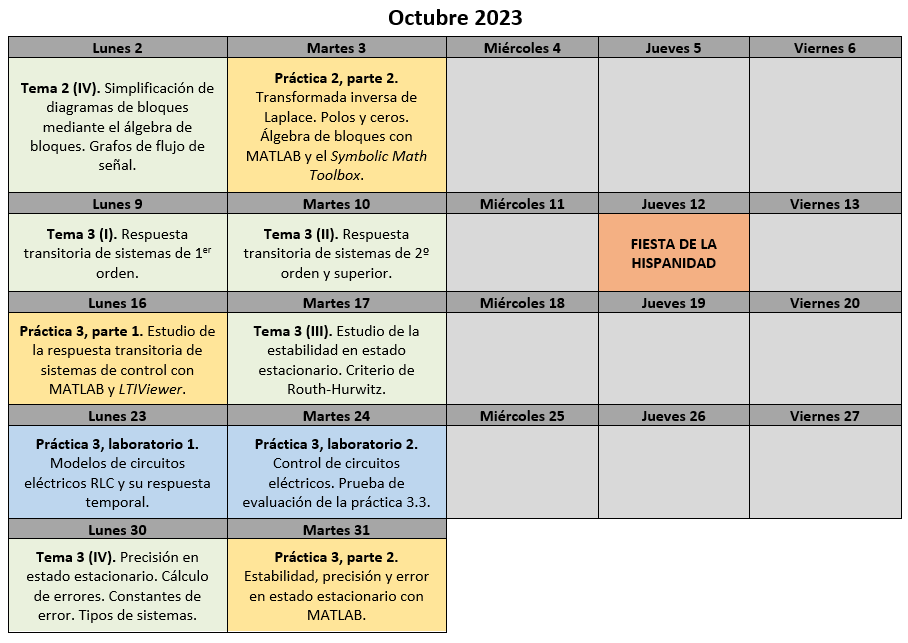 Octubre 2023
Lunes 2 Martes 3 Miércoles 4 Jueves 5 Viernes 6
Tema 2 (IV). Simplificación de
diagramas de bloques
mediante el álgebra de
bloques. Grafos de flujo de
señal.
Práctica 2, parte 2.
Transformada inversa de
Laplace. Polos y ceros.
Álgebra de bloques con
MATLAB y el Symbolic Math
Toolbox.
Lunes 9 Martes 10 Miércoles 11 Jueves 12 Viernes 13
Tema 3 (I). Respuesta
transitoria de sistemas de 1er
orden.
Tema 3 (II). Respuesta
transitoria de sistemas de 2º
orden y superior.
FIESTA DE LA
HISPANIDAD
Lunes 16 Martes 17 Miércoles 18 Jueves 19 Viernes 20
Práctica 3, parte 1. Estudio de
la respuesta transitoria de
sistemas de control con
MATLAB y LTIViewer.
Tema 3 (III). Estudio de la
estabilidad en estado
estacionario. Criterio de
Routh-Hurwitz.
Lunes 23 Martes 24 Miércoles 25 Jueves 26 Viernes 27
Práctica 3, laboratorio 1.
Modelos de circuitos
eléctricos RLC y su respuesta
temporal.
Práctica 3, laboratorio 2.
Control de circuitos
eléctricos. Prueba de
evaluación de la práctica 3.3.
Lunes 30 Martes 31
Tema 3 (IV). Precisión en
estado estacionario. Cálculo
de errores. Constantes de
error. Tipos de sistemas.
Práctica 3, parte 2.
Estabilidad, precisión y error
en estado estacionario con
MATLAB.